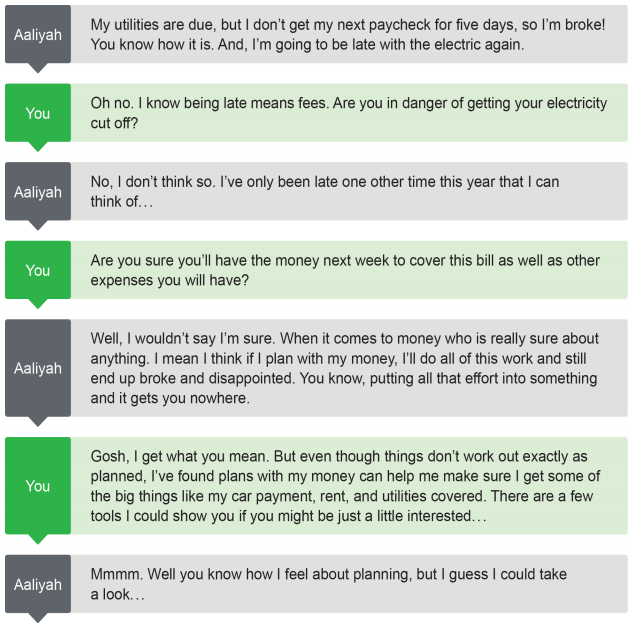 Aaliyah
My utilities are due, but I don’t get my next paycheck for five days, so I’m broke!
You know how it is. And, I’m going to be late with the electric again.
You
Oh no. I know being late means fees. Are you in danger of getting your electricity
cut off?
Aaliyah
No, I don’t think so. I’ve only been late one other time this year that I can
think of…
You
Are you sure you’ll have the money next week to cover this bill as well as other
expenses you will have?
Aaliyah
Well, I wouldn’t say I’m sure. When it comes to money who is really sure about
anything. I mean I think if I plan with my money, I’ll do all of this work and still
end up broke and disappointed. You know, putting all that effort into something
and it gets you nowhere.
You
Gosh, I get what you mean. But even though things don’t work out exactly as
planned, I’ve found plans with my money can help me make sure I get some of
the big things like my car payment, rent, and utilities covered. There are a few
tools I could show you if you might be just a little interested…
Aaliyah
Mmmm. Well you know how I feel about planning, but I guess I could take
a look…